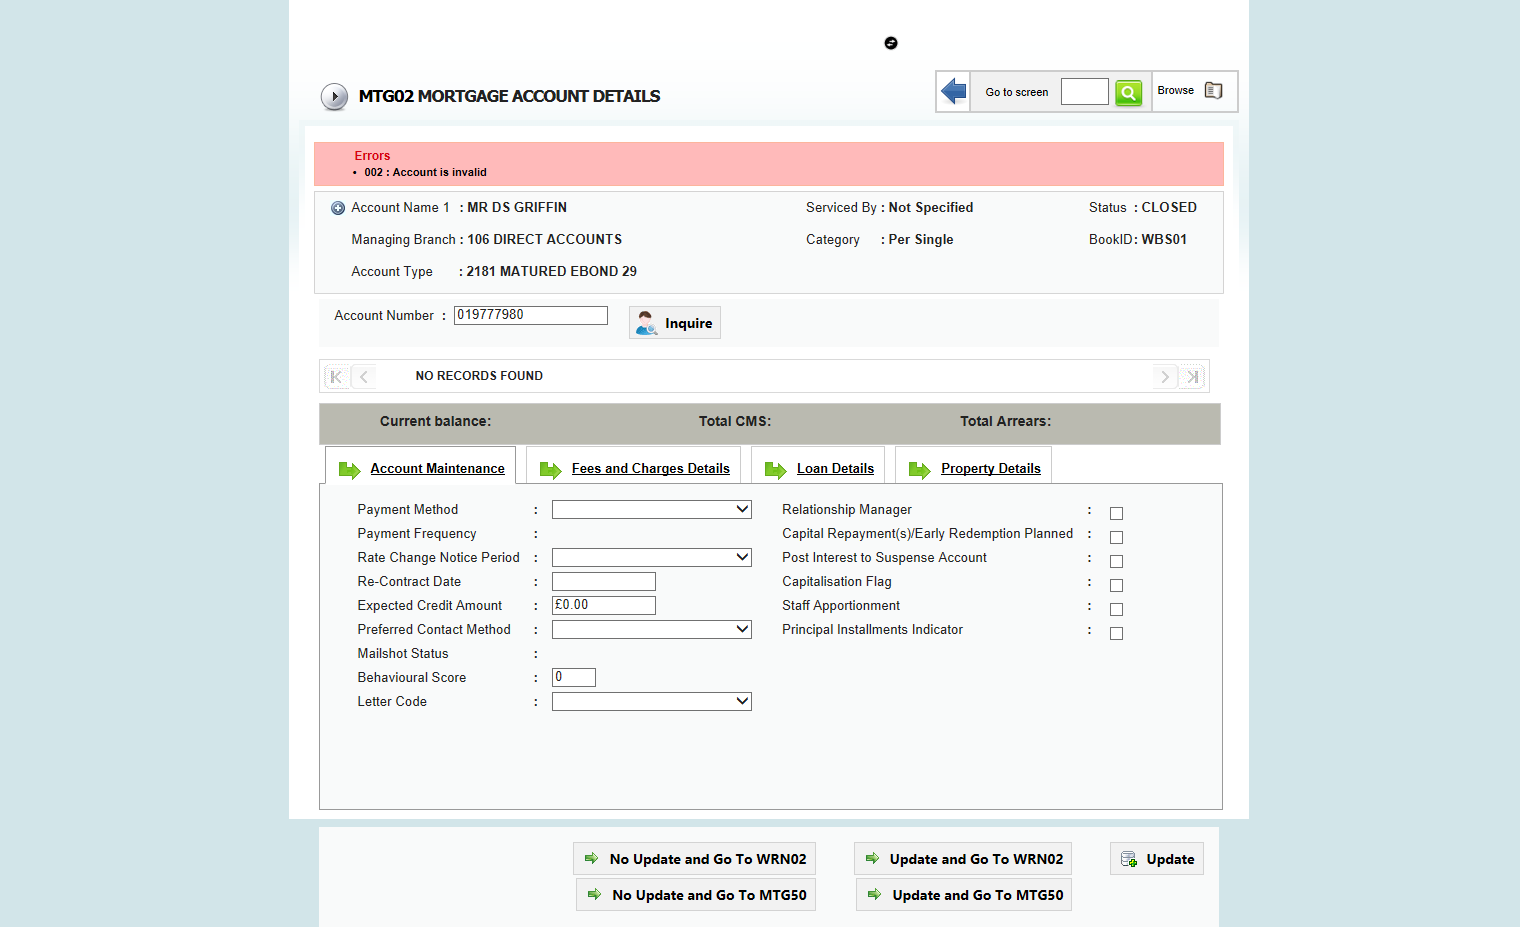 MTG02 MORTGAGE ACCOUNT DETAILS
Go to screen
Browse
Errors
• 002 : Account is invalid
Account Name 1 : MR DS GRIFFIN Serviced By : Not Specified Status : CLOSED
Managing Branch : 106 DIRECT ACCOUNTS Category : Per Single BookID : WBS01
Account Type : 2181 MATURED EBOND 29
Account Number : 019777980 Inquire
NO RECORDS FOUND
Current balance: Total CMS: Total Arrears:
Account Maintenance Fees and Charges Details Loan Details Property Details
Payment Method : Relationship Manager :
Payment Frequency : Capital Repayment(s)/Early Redemption Planned :
Rate Change Notice Period : Post Interest to Suspense Account :
Re-Contract Date : Capitalisation Flag :
Expected Credit Amount : £0.00 Staff Apportionment :
Preferred Contact Method : Principal Installments Indicator :
Mailshot Status :
Behavioural Score : 0
Letter Code :
No Update and Go To WRN02 Update and Go To WRN02 Update
No Update and Go To MTG50 Update and Go To MTG50